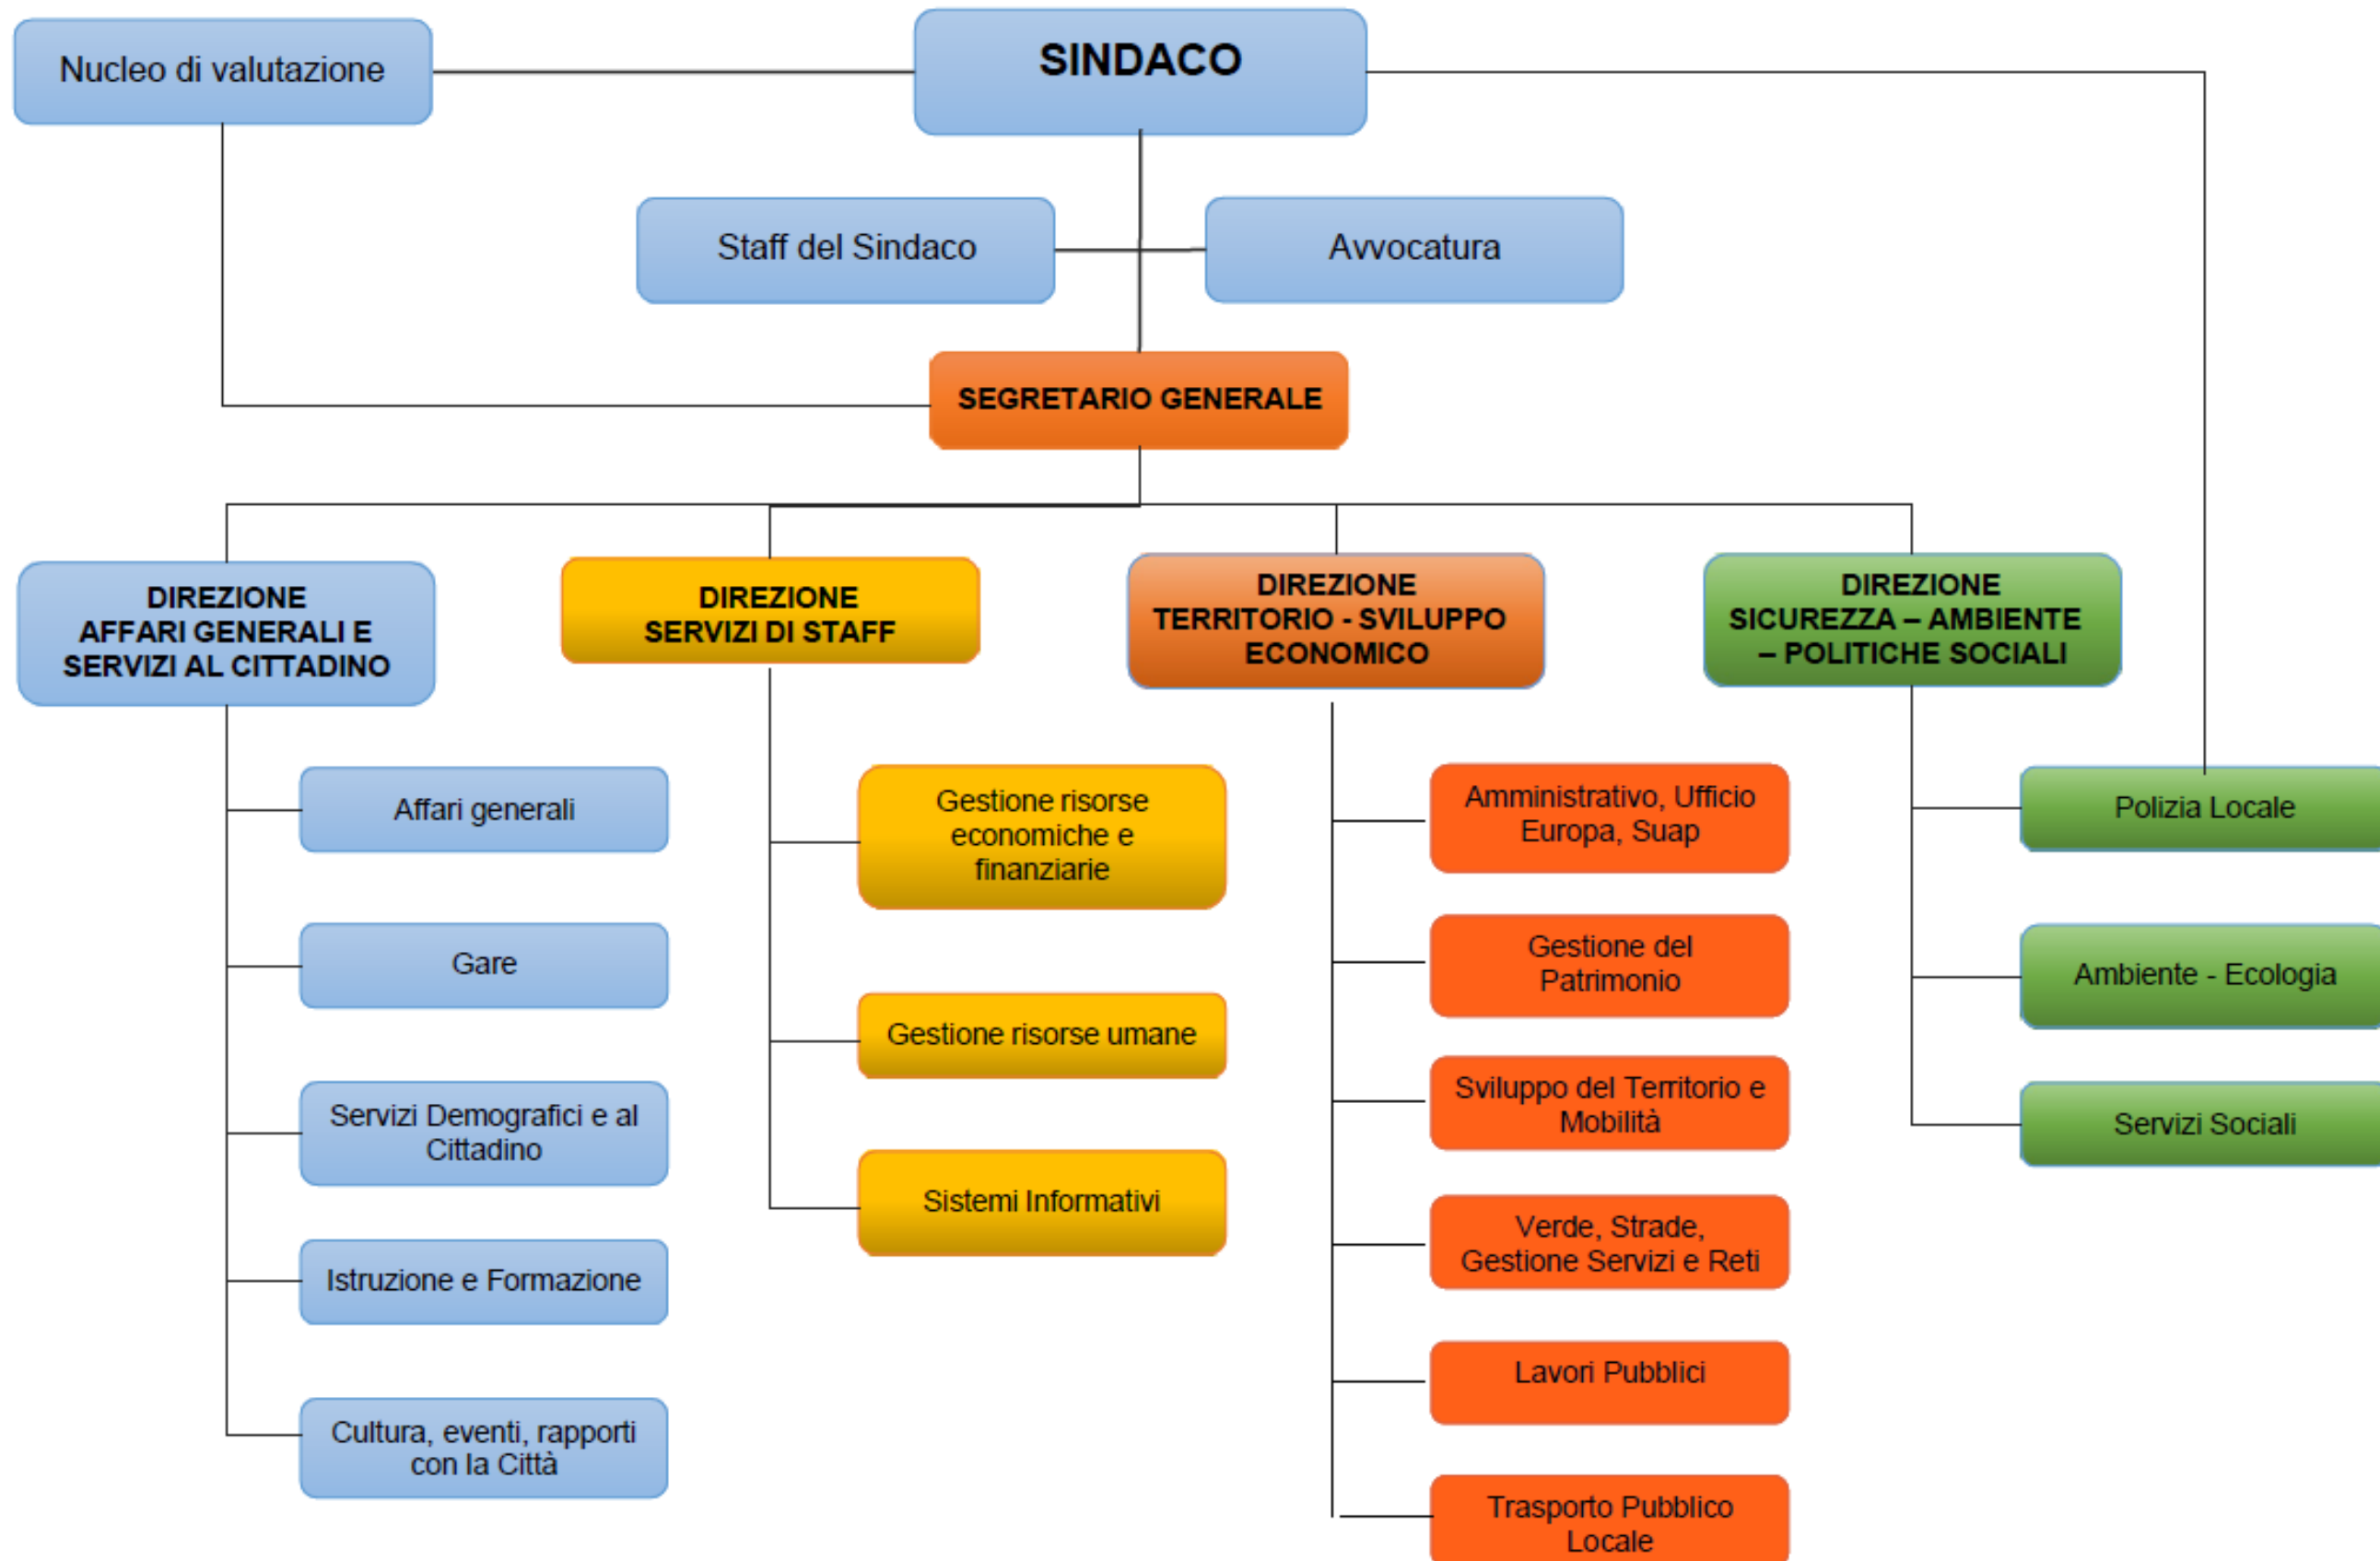 Nucleo di valutazione
SINDACO
Staff del Sindaco
Avvocatura
SEGRETARIO GENERALE
DIREZIONE
AFFARI GENERALI E
SERVIZI AL CITTADINO
Affari generali
Gare
Servizi Demografici e al
Cittadino
Istruzione e Formazione
Cultura, eventi, rapporti
con la Città
DIREZIONE
SERVIZI DI STAFF
Gestione risorse
economiche e
finanziarie
Gestione risorse umane
Sistemi Informativi
DIREZIONE
TERRITORIO - SVILUPPO
ECONOMICO
Amministrativo, Ufficio
Europa, Suap
Gestione del
Patrimonio
Sviluppo del Territorio e
Mobilità
Verde, Strade,
Gestione Servizi e Reti
Lavori Pubblici
Trasporto Pubblico
Locale
DIREZIONE
SICUREZZA – AMBIENTE
– POLITICHE SOCIALI
Polizia Locale
Ambiente - Ecologia
Servizi Sociali